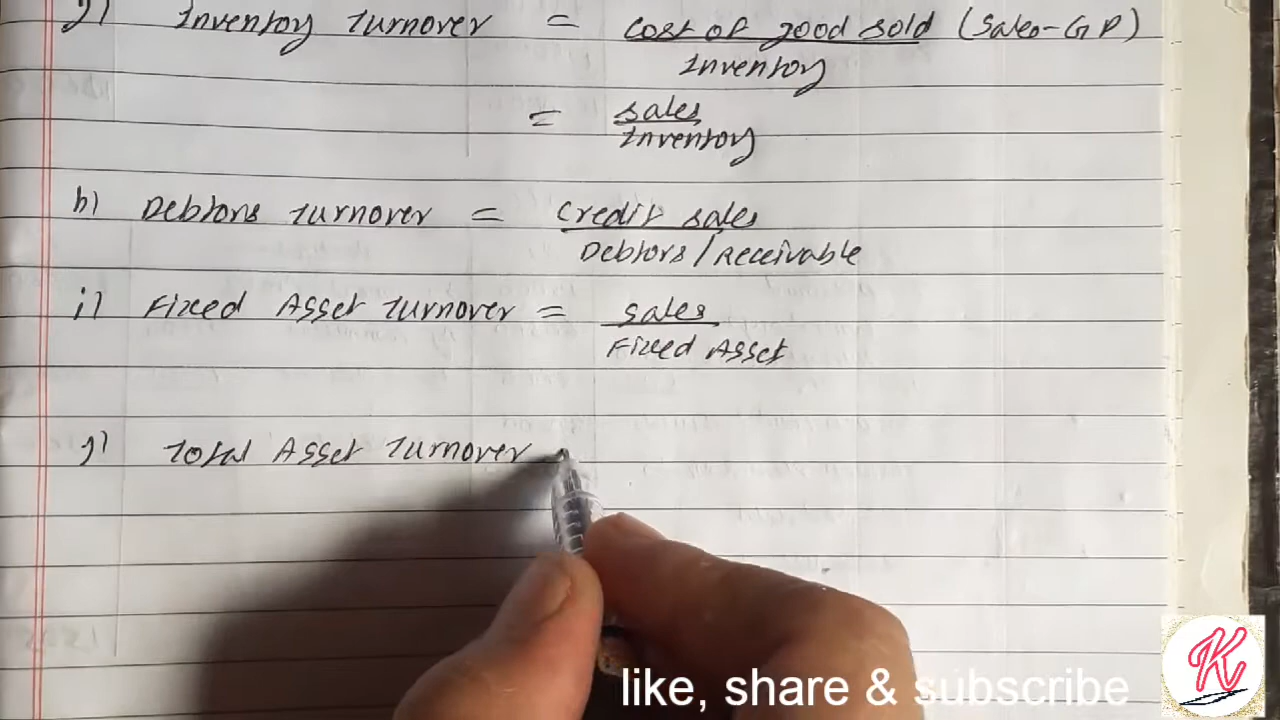 g) Inventory turnover = Cost of good sold (Sales-GP)
Inventory
= Sales
Inventory
h) Debtors turnover = Credit sales
Debtors/receivable
i) Fixed Asset turnover = Sales
Fixed Asset
j) Total Asset turnover
like, share & subscribe
K